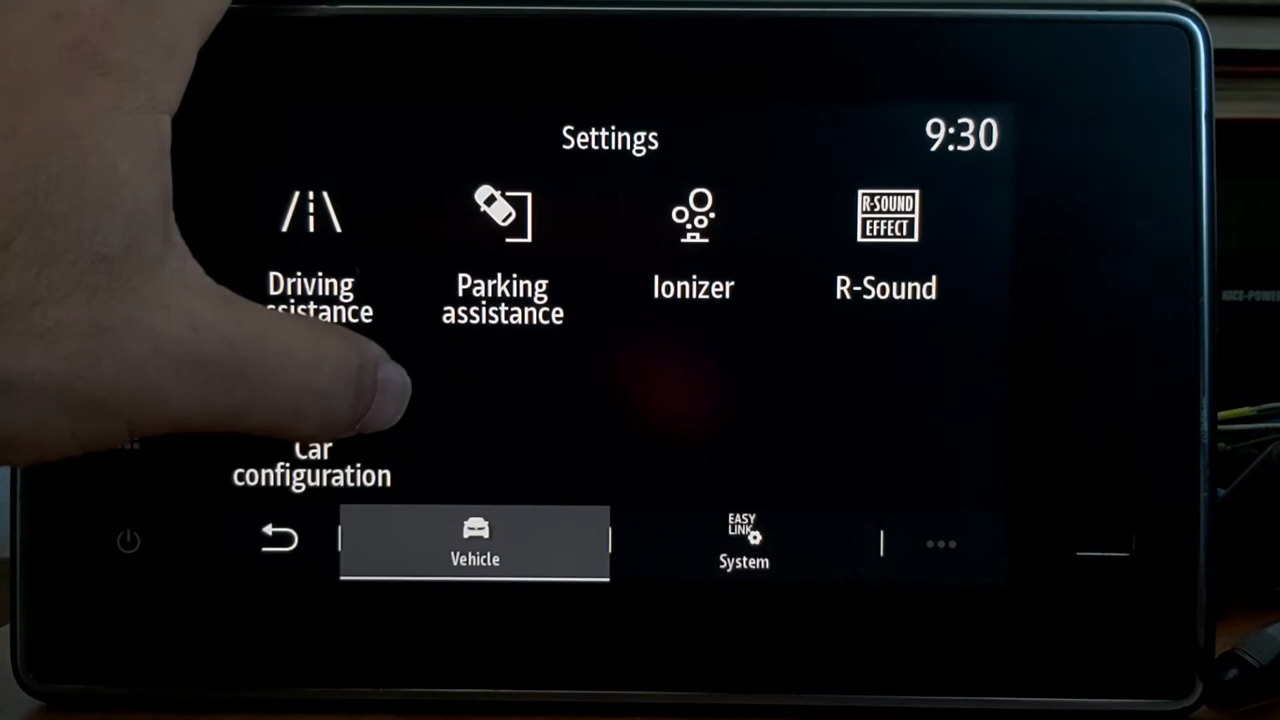 Settings
9:30
R-SOUND
EFFECT
Driving
Parking
assistance
Ionizer
R-Sound
Car
configuration
EASY
LINK
Vehicle
System